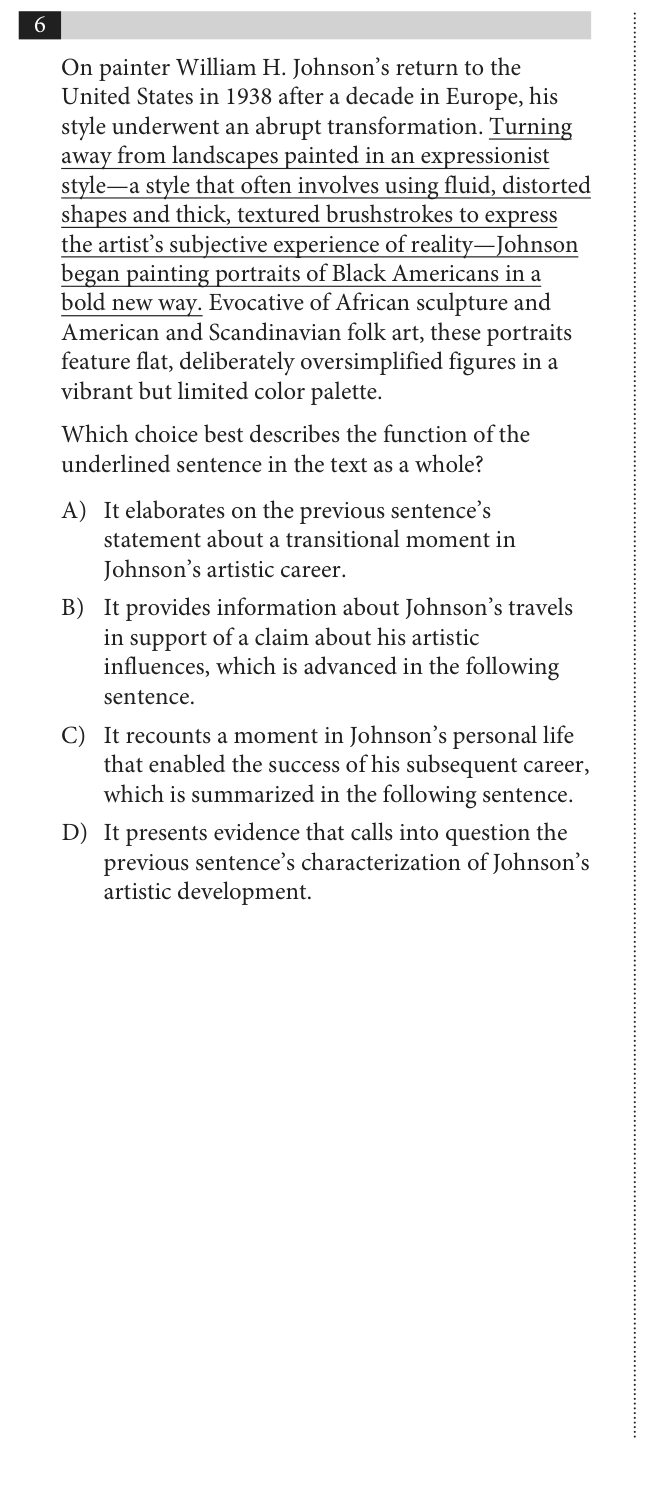 6
On painter William H. Johnson’s return to the
United States in 1938 after a decade in Europe, his
style underwent an abrupt transformation. Turning
away from landscapes painted in an expressionist
style—a style that often involves using fluid, distorted
shapes and thick, textured brushstrokes to express
the artist’s subjective experience of reality—Johnson
began painting portraits of Black Americans in a
bold new way. Evocative of African sculpture and
American and Scandinavian folk art, these portraits
feature flat, deliberately oversimplified figures in a
vibrant but limited color palette.
Which choice best describes the function of the
underlined sentence in the text as a whole?
A) It elaborates on the previous sentence’s
statement about a transitional moment in
Johnson’s artistic career.
B) It provides information about Johnson’s travels
in support of a claim about his artistic
influences, which is advanced in the following
sentence.
C) It recounts a moment in Johnson’s personal life
that enabled the success of his subsequent career,
which is summarized in the following sentence.
D) It presents evidence that calls into question the
previous sentence’s characterization of Johnson’s
artistic development.